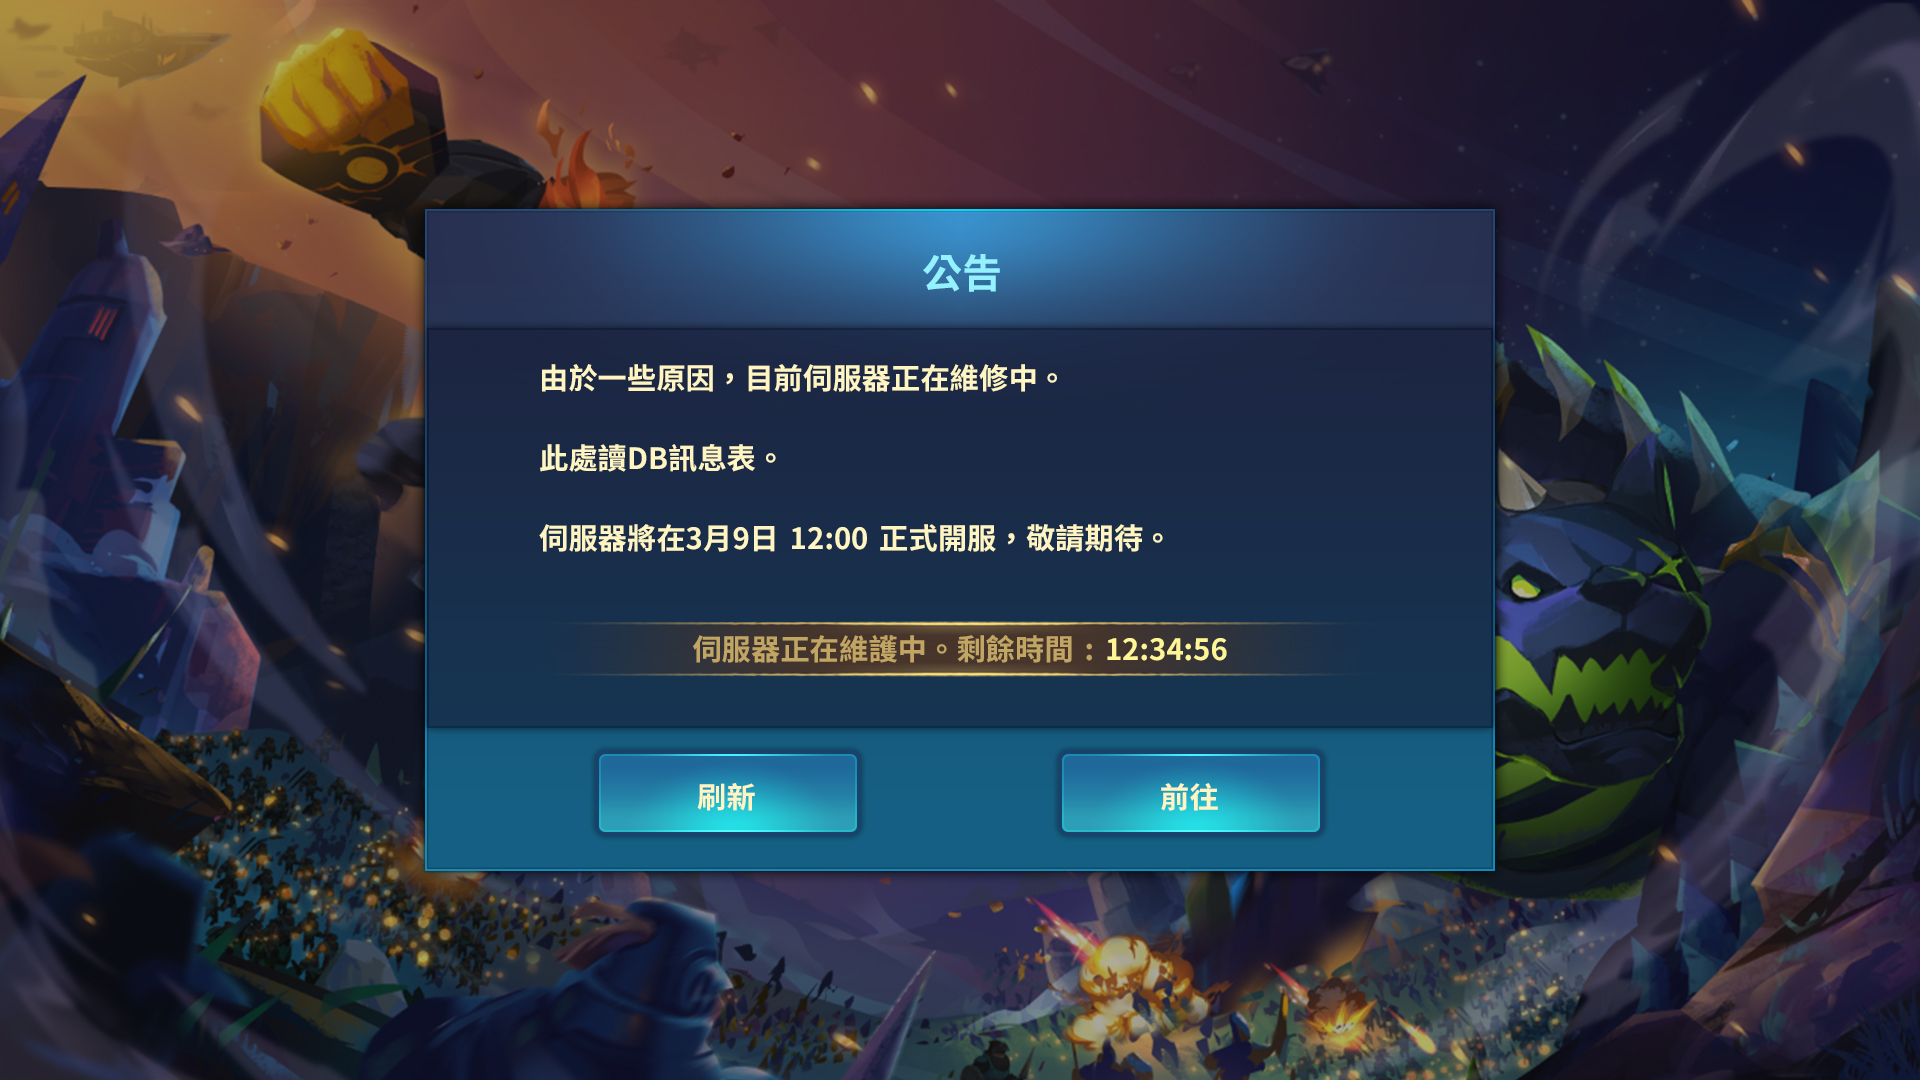 公告
由於一些原因，目前伺服器正在維修中。
此處讀DB訊息表。
伺服器將在3月9日 12:00 正式開服，敬請期待。
伺服器正在維護中。剩餘時間：12:34:56
刷新
前往